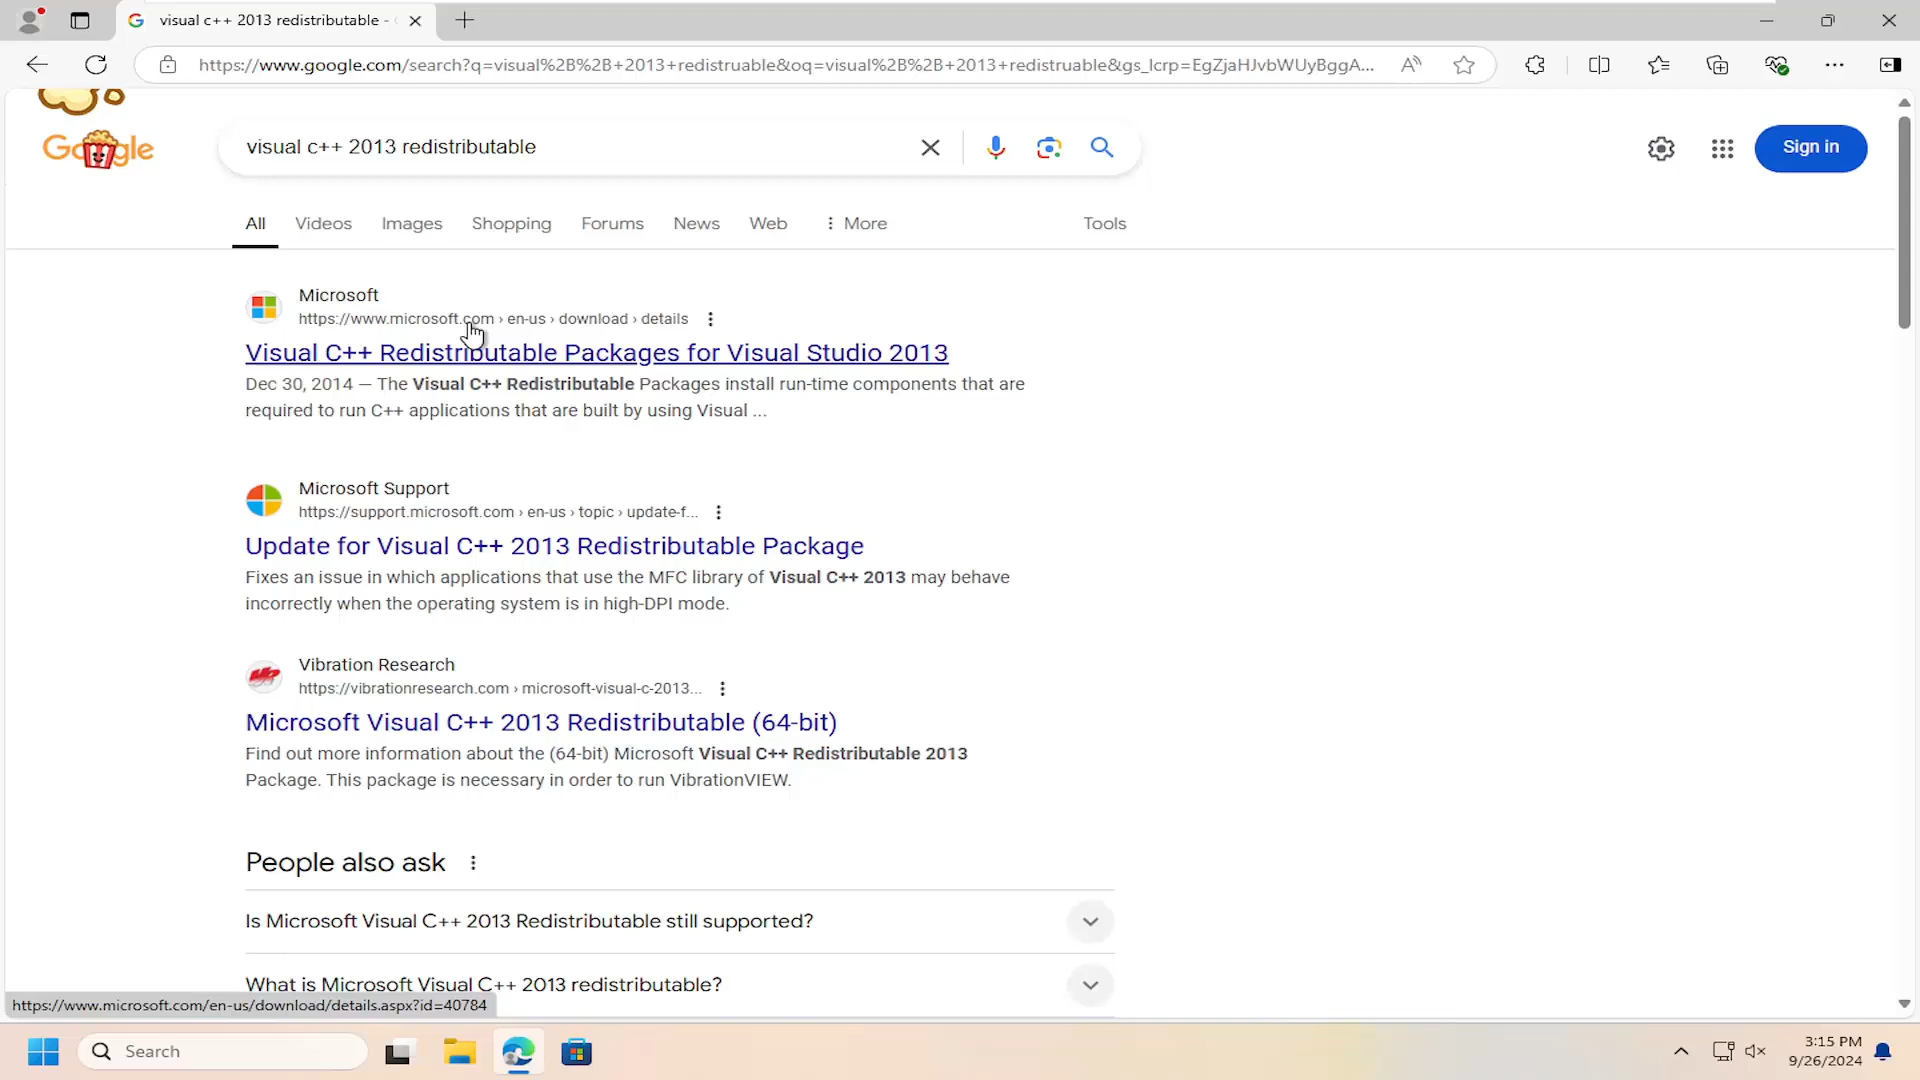 visual c++ 2013 redistributable -
https://www.google.com/search?q=visual%2B%2B+2013+redistruable&oq=visual%2B%2B+2013+redistruable&gs_lcrp=EgZjaHJvbWUyBggA...
Google
visual c++ 2013 redistributable
Sign in
All Videos Images Shopping Forums News Web More Tools
Microsoft
https://www.microsoft.com › en-us › download › details
Visual C++ Redistributable Packages for Visual Studio 2013
Dec 30, 2014 — The Visual C++ Redistributable Packages install run-time components that are
required to run C++ applications that are built by using Visual ...
Microsoft Support
https://support.microsoft.com › en-us › topic › update-f...
Update for Visual C++ 2013 Redistributable Package
Fixes an issue in which applications that use the MFC library of Visual C++ 2013 may behave
incorrectly when the operating system is in high-DPI mode.
Vibration Research
https://vibrationresearch.com › microsoft-visual-c-2013...
Microsoft Visual C++ 2013 Redistributable (64-bit)
Find out more information about the (64-bit) Microsoft Visual C++ Redistributable 2013
Package. This package is necessary in order to run VibrationVIEW.
People also ask
Is Microsoft Visual C++ 2013 Redistributable still supported?
What is Microsoft Visual C++ 2013 redistributable?
https://www.microsoft.com/en-us/download/details.aspx?id=40784
Search
3:15 PM
9/26/2024